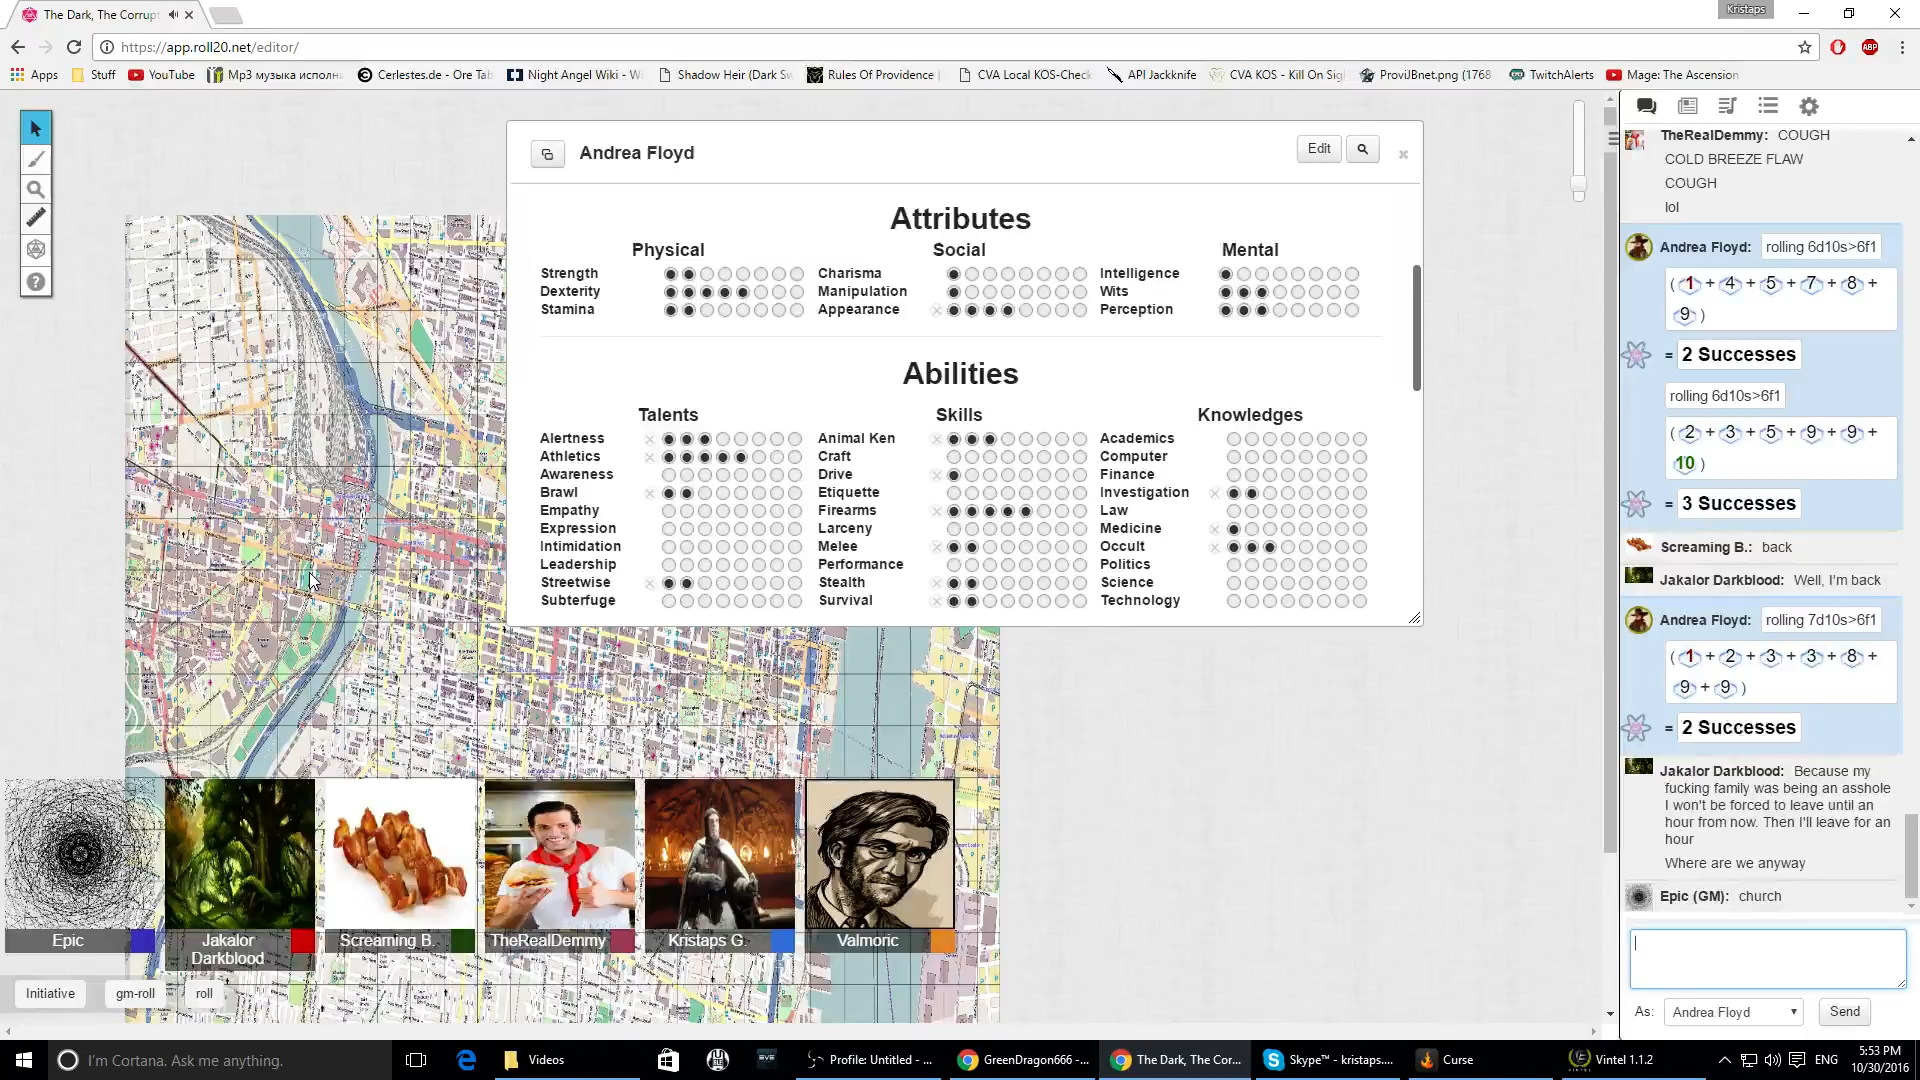 The Dark, The Corrupt
Kristaps
https://app.roll20.net/editor/
Apps
Stuff
YouTube
Mp3 музыка исполни
Cerlestes.de - Ore Tab
Night Angel Wiki - Wi
Shadow Heir (Dark Sw
Rules Of Providence
CVA Local KOS-Check
API Jackknife
CVA KOS - Kill On Sig
ProviJBnet.png (1768
TwitchAlerts
Mage: The Ascension
Andrea Floyd
Edit
Attributes
Physical Social Mental
Strength Charisma Intelligence
Dexterity Manipulation Wits
Stamina Appearance Perception
Abilities
Talents Skills Knowledges
Alertness Animal Ken Academics
Athletics Craft Computer
Awareness Drive Finance
Brawl Etiquette Investigation
Empathy Firearms Law
Expression Larceny Medicine
Intimidation Melee Occult
Leadership Performance Politics
Streetwise Stealth Science
Subterfuge Survival Technology
TheRealDemmy: COUGH
COLD BREEZE FLAW
COUGH
lol
Andrea Floyd: rolling 6d10s>6f1
(1 + 4 + 5 + 7 + 8 +
9)
= 2 Successes
rolling 6d10s>6f1
(2 + 3 + 5 + 9 + 9 +
10)
= 3 Successes
Screaming B.: back
Jakalor Darkblood: Well, I'm back
Andrea Floyd: rolling 7d10s>6f1
(1 + 2 + 3 + 3 + 8 +
9 + 9)
= 2 Successes
Jakalor Darkblood: Because my
fucking family was being an asshole
I won't be forced to leave until an
hour from now. Then I'll leave for an
hour
Where are we anyway
Epic (GM): church
As: Andrea Floyd Send
Epic
Jakalor
Darkblood
Screaming B.
TheRealDemmy
Kristaps G.
Valmoric
Initiative gm-roll roll
I'm Cortana. Ask me anything.
Videos
EVE
Profile: Untitled - ...
GreenDragon666 -...
The Dark, The Cor...
Skype™ - kristaps....
Curse
Vintel 1.1.2
ENG
5:53 PM
10/30/2016